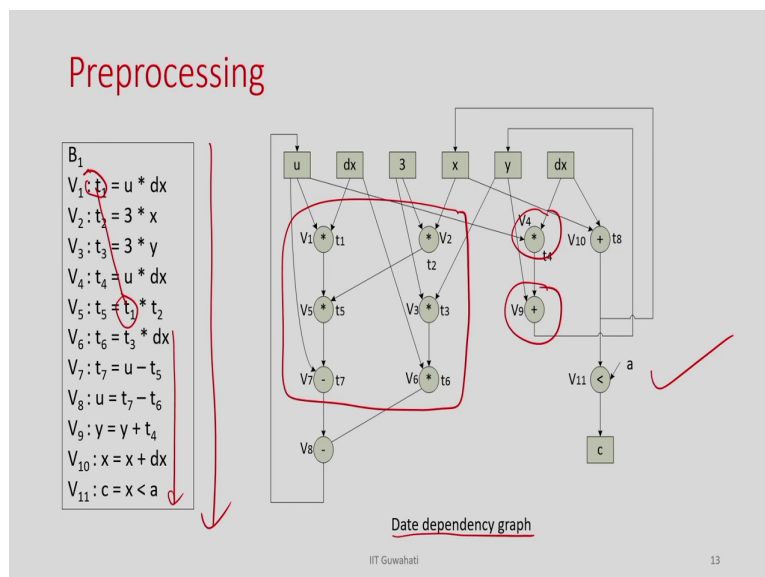 Preprocessing
B₁
V₁ : t₁ = u * dx
V₂ : t₂ = 3 * x
V₃ : t₃ = 3 * y
V₄ : t₄ = u * dx
V₅ : t₅ = t₁ * t₂
V₆ : t₆ = t₃ * dx
V₇ : t₇ = u – t₅
V₈ : u = t₇ – t₆
V₉ : y = y + t₄
V₁₀ : x = x + dx
V₁₁ : c = x < a
u dx 3 x y dx
V₁ * t₁ * V₂ t₂ V₄ * t₄ V₁₀ + t₈
V₅ * t₅ V₃ * t₃ V₉ +
V₇ - t₇ V₆ * t₆ V₁₁ < a
V₈ - c
Date dependency graph
IIT Guwahati 13